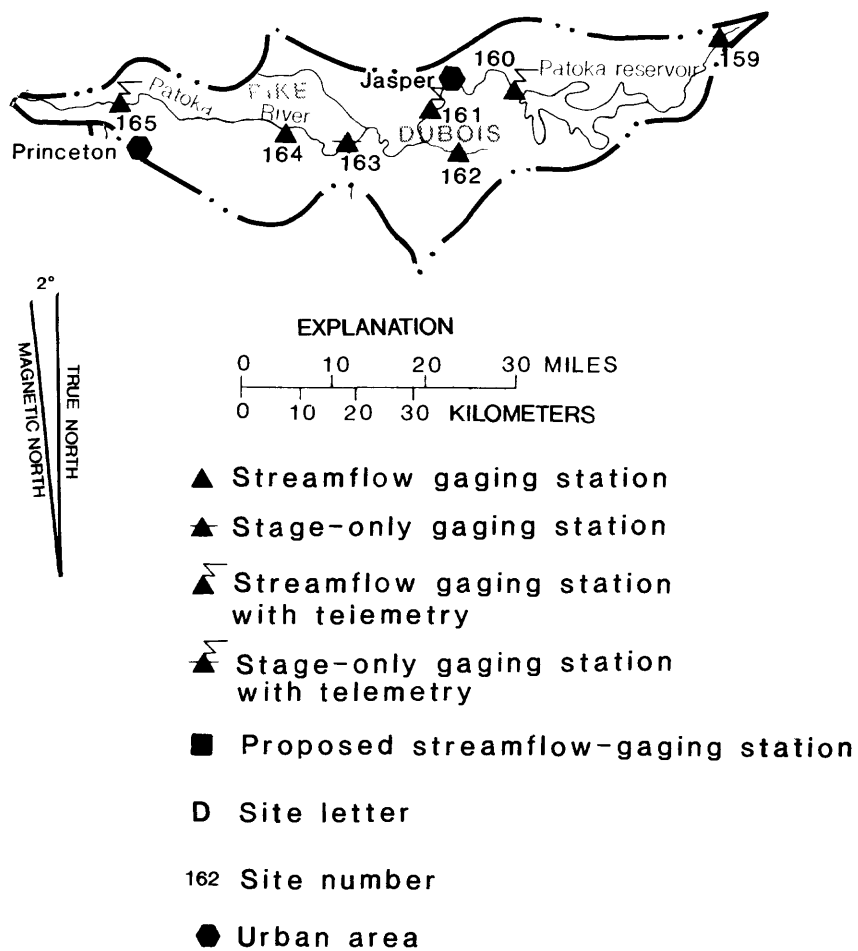 159
160
Patoka reservoir
Jasper
Patoka
PIKE
River
161
165
DUBOIS
Princeton
164
163
162
2°
MAGNETIC NORTH
TRUE NORTH
EXPLANATION
0 10 20 30 MILES
0 10 20 30 KILOMETERS
Streamflow gaging station
Stage-only gaging station
Streamflow gaging station
with telemetry
Stage-only gaging station
with telemetry
Proposed streamflow-gaging station
D Site letter
162 Site number
Urban area